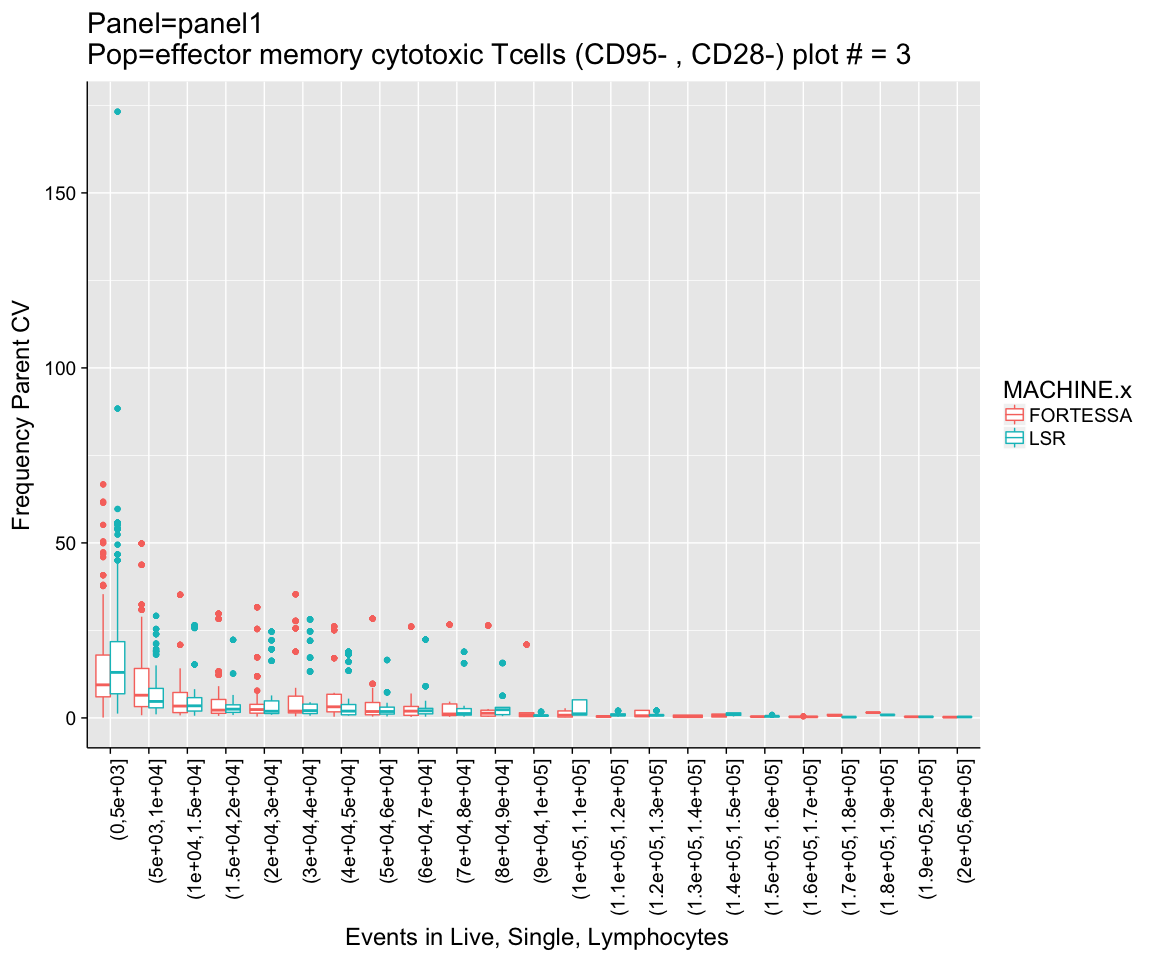 Panel=panel1
Pop=effector memory cytotoxic Tcells (CD95- , CD28-) plot # = 3
Frequency Parent CV
150
100
50
0
MACHINE.x
FORTESSA
LSR
(0,5e+03]
(5e+03,1e+04]
(1e+04,1.5e+04]
(1.5e+04,2e+04]
(2e+04,3e+04]
(3e+04,4e+04]
(4e+04,5e+04]
(5e+04,6e+04]
(6e+04,7e+04]
(7e+04,8e+04]
(8e+04,9e+04]
(9e+04,1e+05]
(1e+05,1.1e+05]
(1.1e+05,1.2e+05]
(1.2e+05,1.3e+05]
(1.3e+05,1.4e+05]
(1.4e+05,1.5e+05]
(1.5e+05,1.6e+05]
(1.6e+05,1.7e+05]
(1.7e+05,1.8e+05]
(1.8e+05,1.9e+05]
(1.9e+05,2e+05]
(2e+05,6e+05]
Events in Live, Single, Lymphocytes